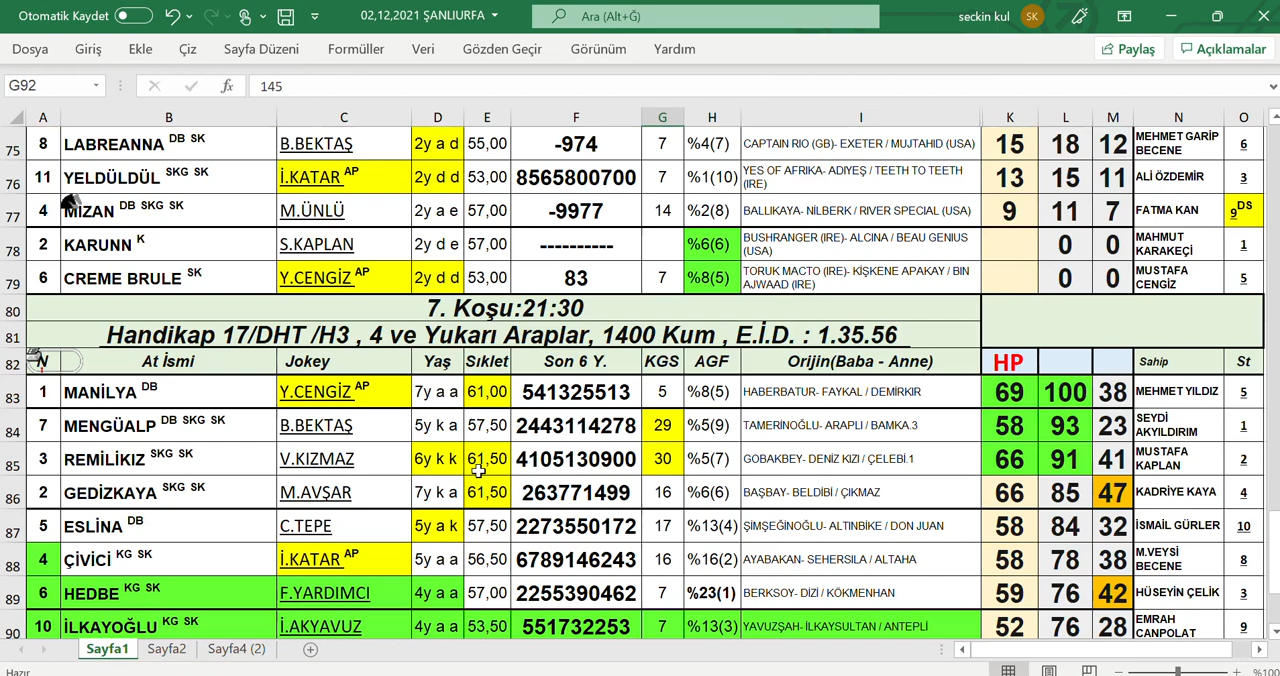 Otomatik Kaydet
02,12,2021 ŞANLIURFA
Ara (Alt+Ğ)
seckin kul SK
Dosya Giriş Ekle Çiz Sayfa Düzeni Formüller Veri Gözden Geçir Görünüm Yardım Paylaş Açıklamalar
G92 fx 145
A B C D E F G H I K L M N O
75 8 LABREANNA DB SK B.BEKTAŞ 2y a d 55,00 -974 7 %4(7) CAPTAIN RIO (GB)- EXETER / MUJTAHID (USA) 15 18 12 MEHMET GARİP BECENE 6
76 11 YELDÜLDÜL SKG SK İ.KATAR AP 2y d d 53,00 8565800700 7 %1(10) YES OF AFRIKA- ADIYEŞ / TEETH TO TEETH (IRE) 13 15 11 ALİ ÖZDEMİR 3
77 4 MİZAN DB SKG SK M.ÜNLÜ 2y a e 57,00 -9977 14 %2(8) BALLIKAYA- NİLBERK / RIVER SPECIAL (USA) 9 11 7 FATMA KAN 9DS
78 2 KARUNN K S.KAPLAN 2y d e 57,00 ---------- %6(6) BUSHRANGER (IRE)- ALCINA / BEAU GENIUS (USA) 0 0 MAHMUT KARAKEÇİ 1
79 6 CREME BRULE SK Y.CENGİZ AP 2y d d 53,00 83 7 %8(5) TORUK MACTO (IRE)- KİŞKENE APAKAY / BIN AJWAAD (IRE) 0 0 MUSTAFA CENGİZ 5
80 7. Koşu:21:30
81 Handikap 17/DHT /H3 , 4 ve Yukarı Araplar, 1400 Kum , E.İ.D. : 1.35.56
82 N At İsmi Jokey Yaş Sıklet Son 6 Y. KGS AGF Orijin(Baba - Anne) HP Sahip St
83 1 MANİLYA DB Y.CENGİZ AP 7y a a 61,00 541325513 5 %8(5) HABERBATUR- FAYKAL / DEMİRKIR 69 100 38 MEHMET YILDIZ 5
84 7 MENGÜALP DB SKG SK B.BEKTAŞ 5y k a 57,50 2443114278 29 %5(9) TAMERİNOĞLU- ARAPLI / BAMKA.3 58 93 23 SEYDİ AKYILDIRIM 1
85 3 REMILIKIZ SKG SK V.KIZMAZ 6y k k 61,50 4105130900 30 %5(7) GOBAKBEY- DENİZ KIZI / ÇELEBİ.1 66 91 41 MUSTAFA KAPLAN 2
86 2 GEDİZKAYA SKG SK M.AVŞAR 7y k a 61,50 263771499 16 %6(6) BAŞBAY- BELDİBİ / ÇIKMAZ 66 85 47 KADRİYE KAYA 4
87 5 ESLİNA DB C.TEPE 5y a k 57,50 2273550172 17 %13(4) ŞİMŞEĞİNOĞLU- ALTINBİKE / DON JUAN 58 84 32 İSMAİL GÜRLER 10
88 4 ÇİVİCİ KG SK İ.KATAR AP 5y a a 56,50 6789146243 16 %16(2) AYABAKAN- SEHERSILA / ALTAHA 58 78 38 M.VEYSİ BECENE 8
89 6 HEDBE KG SK F.YARDIMCI 4y a a 57,00 2255390462 7 %23(1) BERKSOY- DİZİ / KÖKMENHAN 59 76 42 HÜSEYİN ÇELİK 3
90 10 İLKAYOĞLU KG SK İ.AKYAVUZ 4y a a 53,50 551732253 7 %13(3) YAVUZŞAH- İLKAYSULTAN / ANTEPLİ 52 76 28 EMRAH CANPOLAT 9
Sayfa1 Sayfa2 Sayfa4 (2)
Hazır %100